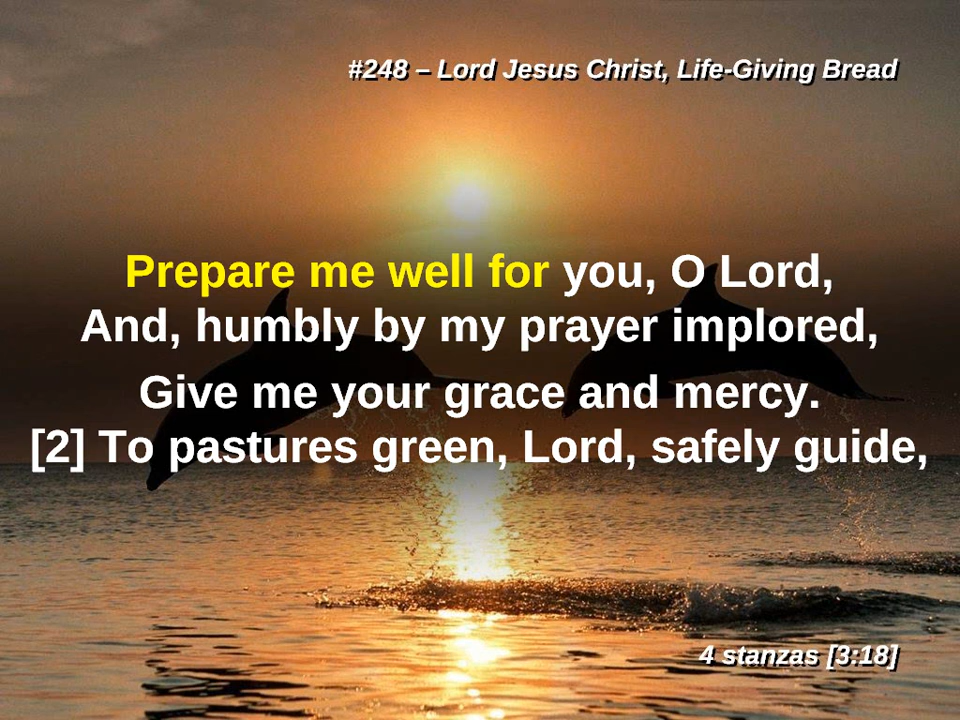 #248 – Lord Jesus Christ, Life-Giving Bread
Prepare me well for you, O Lord,
And, humbly by my prayer implored,
Give me your grace and mercy.
[2] To pastures green, Lord, safely guide,
4 stanzas [3:18]